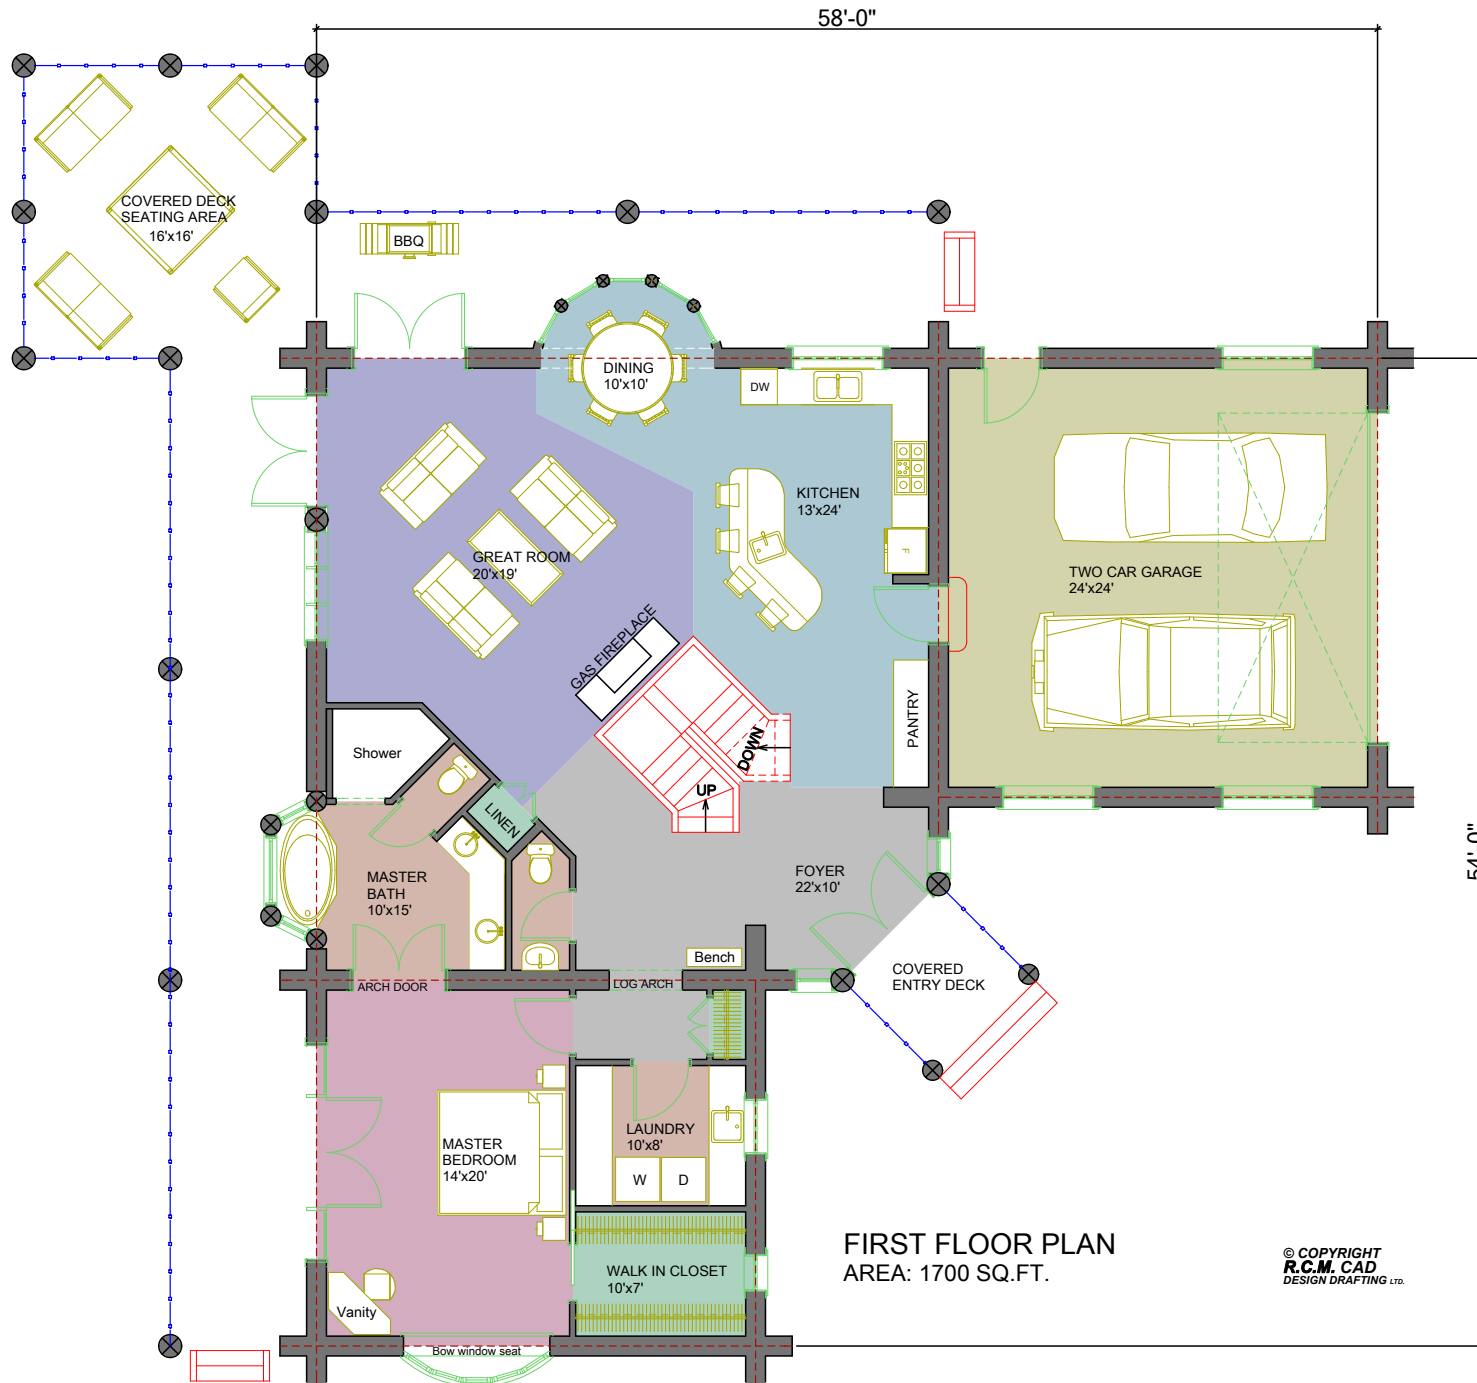 58'-0"
COVERED DECK
SEATING AREA
16'x16'
BBQ
DINING
10'x10'
DW
KITCHEN
13'x24'
F
GREAT ROOM
20'x19'
TWO CAR GARAGE
24'x24'
GAS FIREPLACE
PANTRY
DOWN
UP
Shower
LINEN
MASTER
BATH
10'x15'
FOYER
22'x10'
54'-0"
Bench
COVERED
ENTRY DECK
ARCH DOOR
LOG ARCH
MASTER
BEDROOM
14'x20'
LAUNDRY
10'x8'
W
D
WALK IN CLOSET
10'x7'
Vanity
Bow window seat
FIRST FLOOR PLAN
AREA: 1700 SQ.FT.
© COPYRIGHT
R.C.M. CAD
DESIGN DRAFTING LTD.